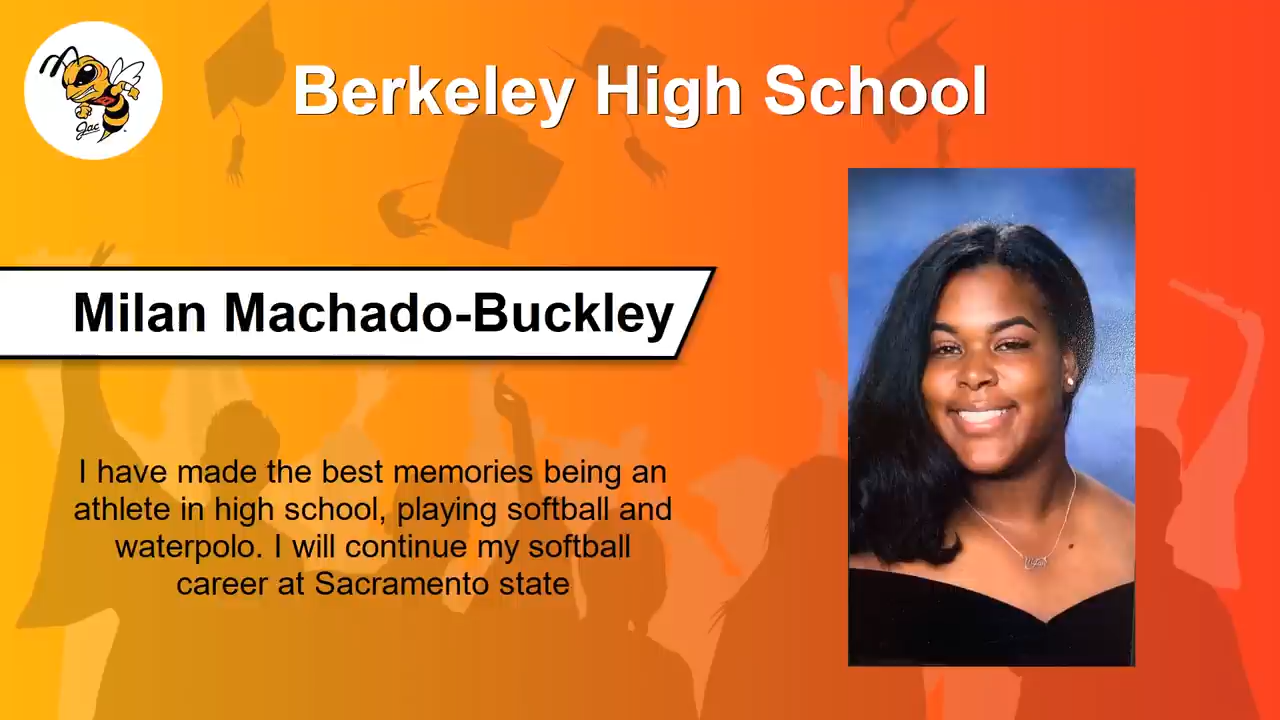 Jac
Berkeley High School
Milan Machado-Buckley
I have made the best memories being an
athlete in high school, playing softball and
waterpolo. I will continue my softball
career at Sacramento state